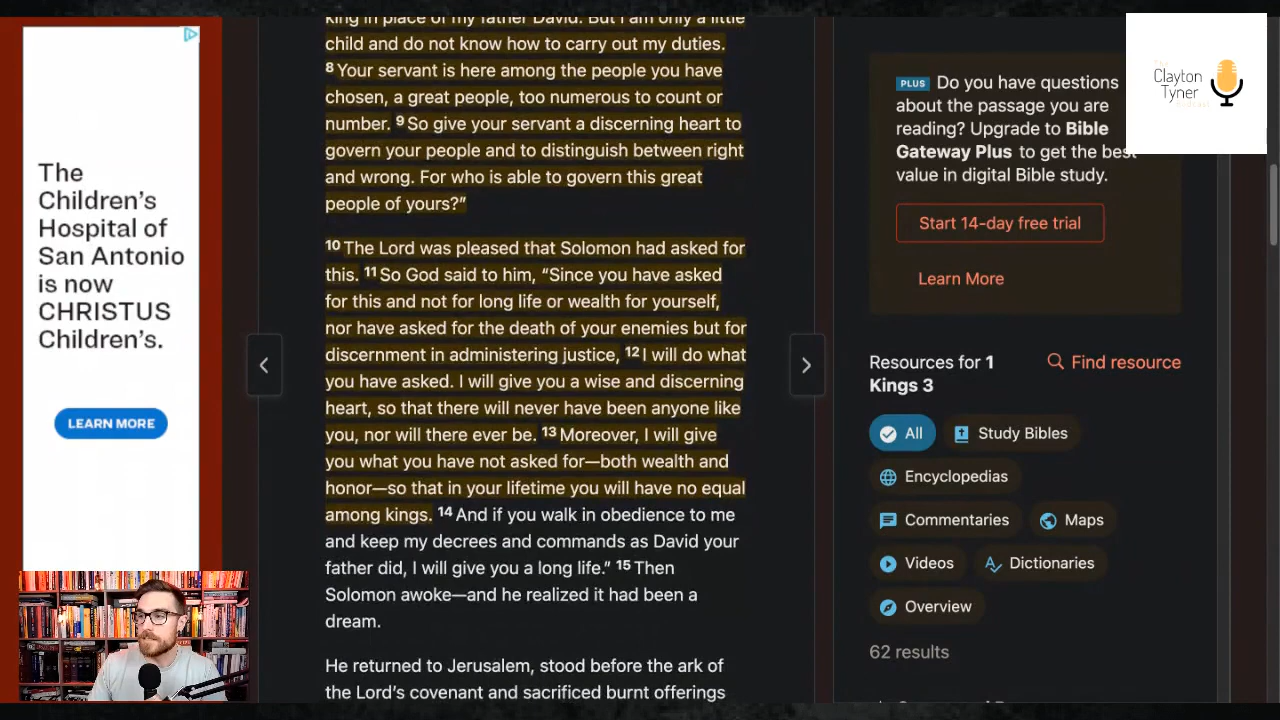 The
Children's
Hospital of
San Antonio
is now
CHRISTUS
Children's.
LEARN MORE
king in place of my father David. But I am only a little
child and do not know how to carry out my duties.
8 Your servant is here among the people you have
chosen, a great people, too numerous to count or
number. 9 So give your servant a discerning heart to
govern your people and to distinguish between right
and wrong. For who is able to govern this great
people of yours?”
10 The Lord was pleased that Solomon had asked for
this. 11 So God said to him, “Since you have asked
for this and not for long life or wealth for yourself,
nor have asked for the death of your enemies but for
discernment in administering justice, 12 I will do what
you have asked. I will give you a wise and discerning
heart, so that there will never have been anyone like
you, nor will there ever be. 13 Moreover, I will give
you what you have not asked for—both wealth and
honor—so that in your lifetime you will have no equal
among kings. 14 And if you walk in obedience to me
and keep my decrees and commands as David your
father did, I will give you a long life.” 15 Then
Solomon awoke—and he realized it had been a
dream.
He returned to Jerusalem, stood before the ark of
the Lord’s covenant and sacrificed burnt offerings
The
Clayton
Tyner
Podcast
PLUS Do you have questions
about the passage you are
reading? Upgrade to Bible
Gateway Plus to get the best
value in digital Bible study.
Start 14-day free trial
Learn More
Resources for 1
Kings 3
Find resource
All
Study Bibles
Encyclopedias
Commentaries
Maps
Videos
Dictionaries
Overview
62 results